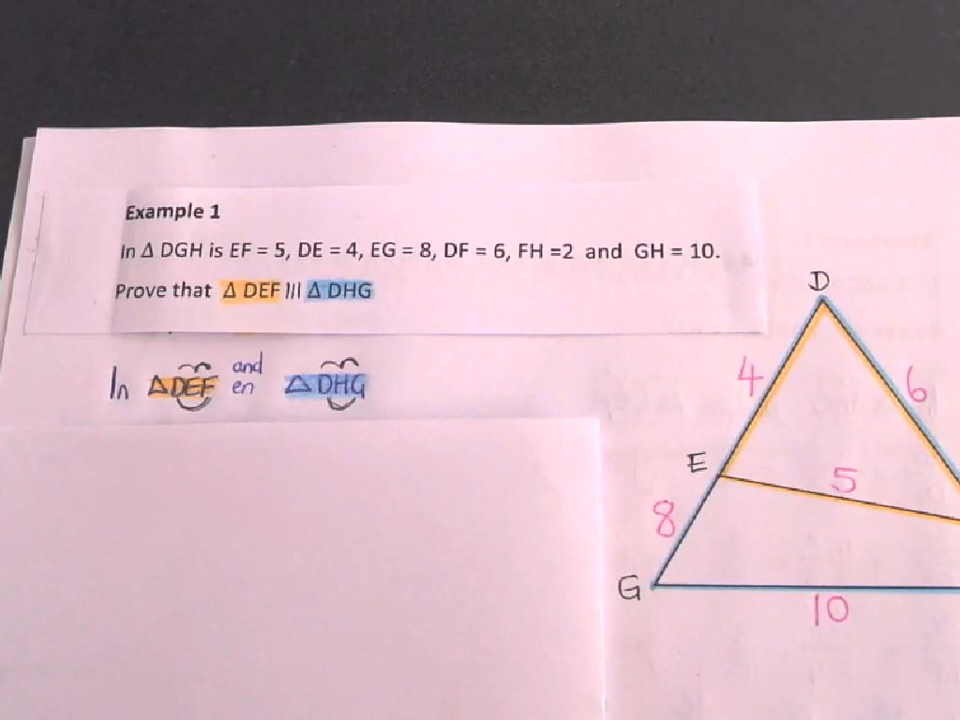 Example 1
In Δ DGH is EF = 5, DE = 4, EG = 8, DF = 6, FH =2 and GH = 10.
Prove that Δ DEF /// Δ DHG
In ΔDEF and en ΔDHG
D
4
6
E
5
8
G
10